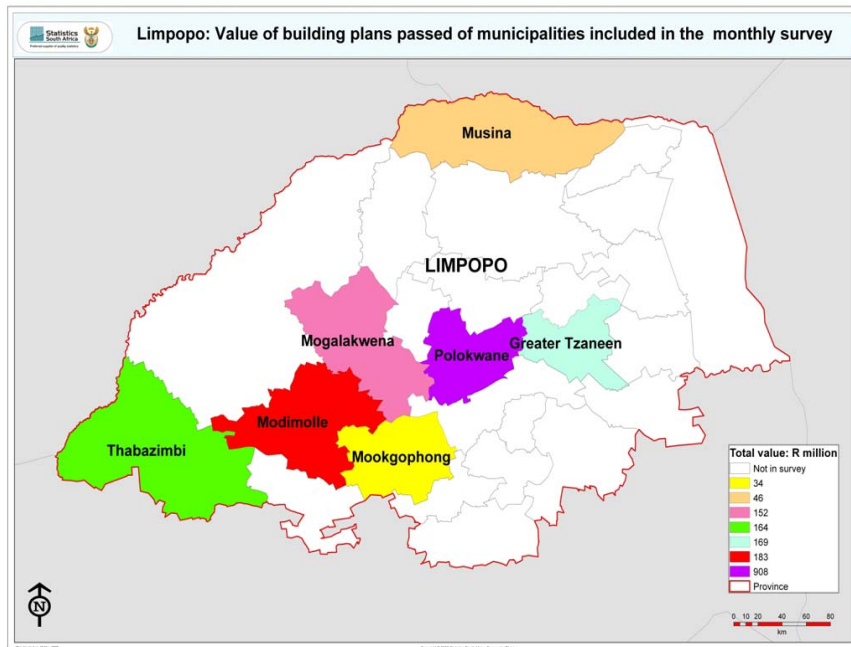 Statistics
South Africa
Limpopo: Value of building plans passed of municipalities included in the monthly survey
Musina
LIMPOPO
Mogalakwena
Polokwane
Greater Tzaneen
Modimolle
Thabazimbi
Mookgophong
Total value: R million
Not in survey
34
46
152
164
169
183
908
Province
N
0 10 20 40 60 80
km